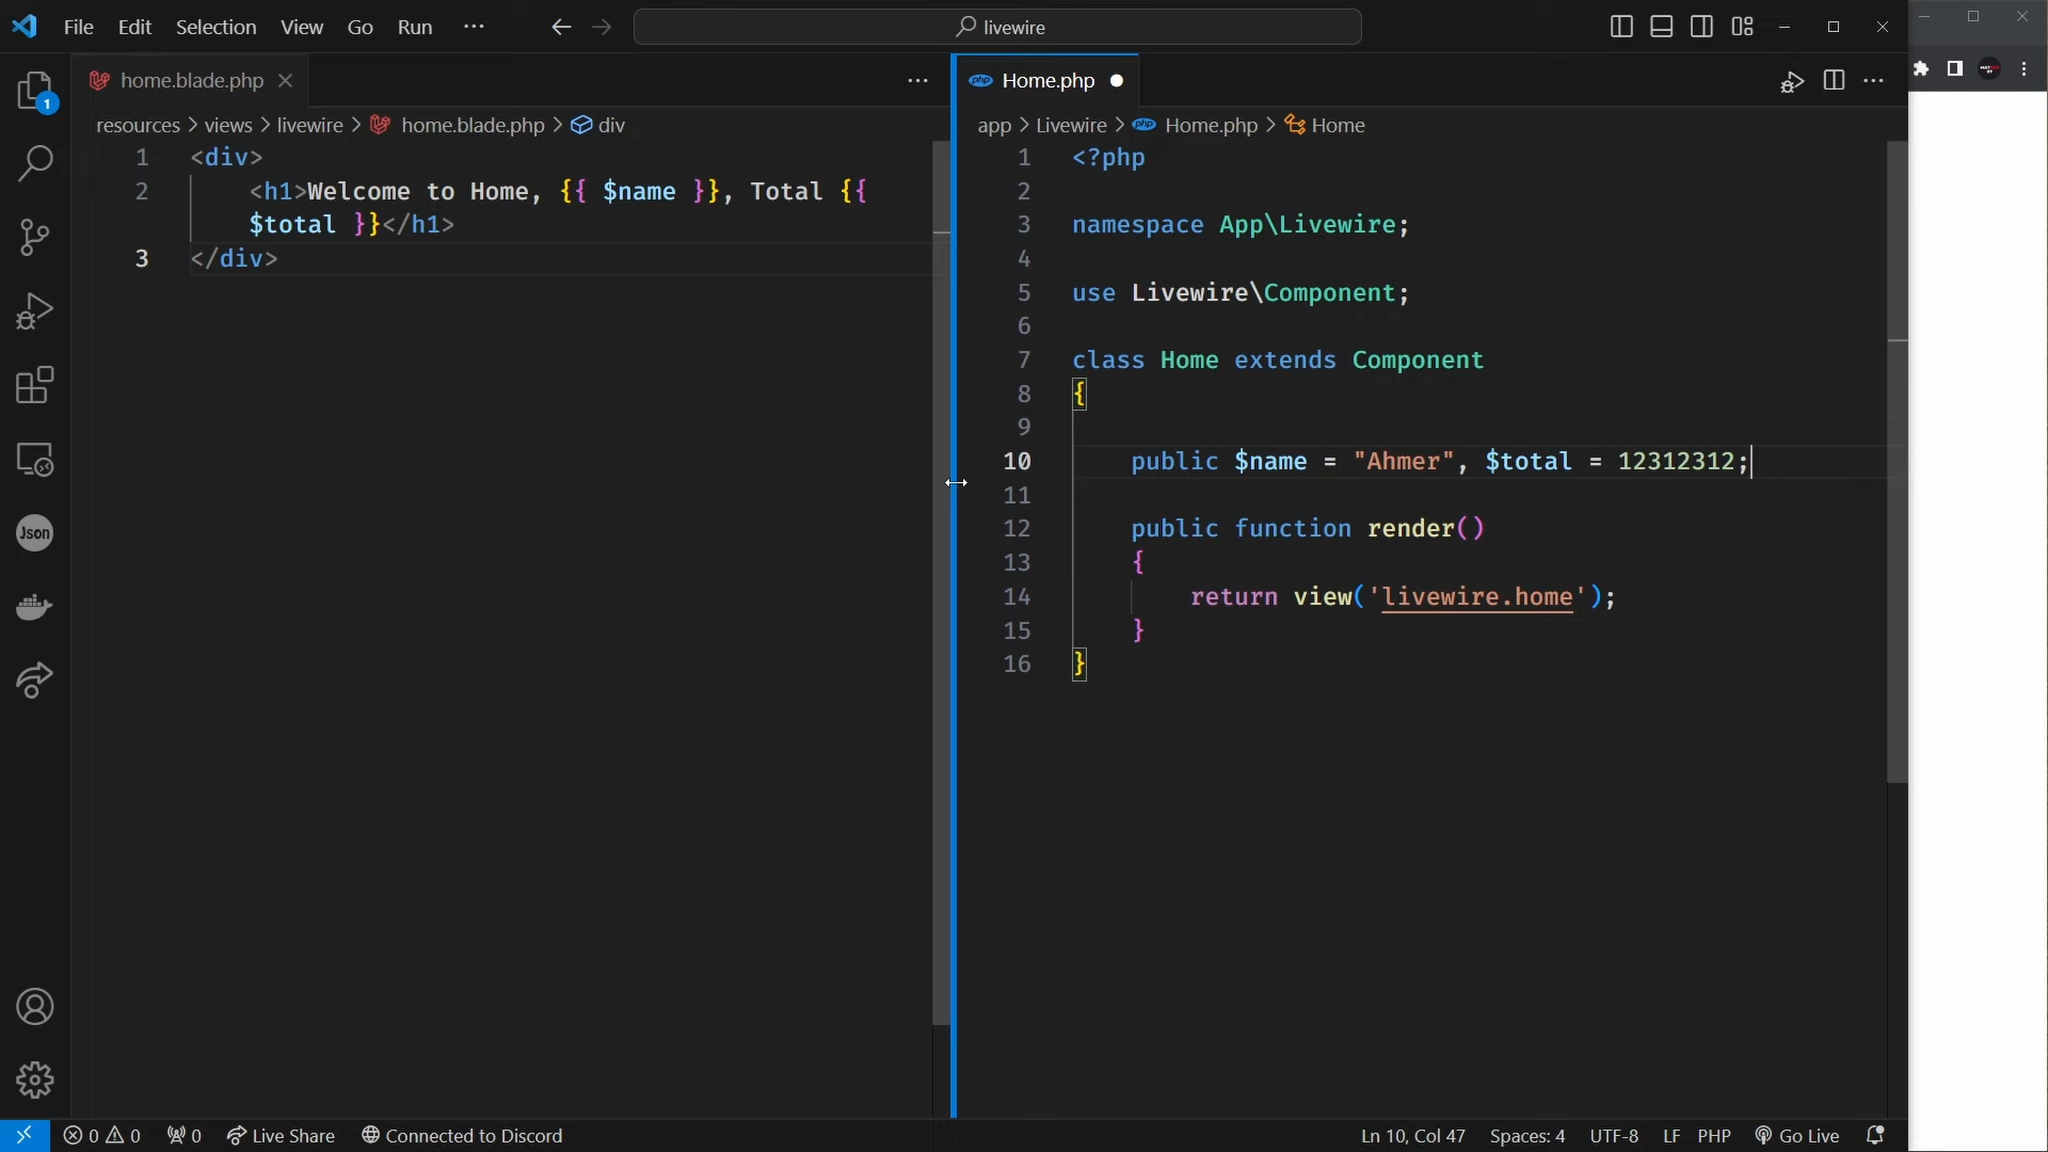 File Edit Selection View Go Run ··· livewire
home.blade.php
Home.php
resources > views > livewire > home.blade.php > div
app > Livewire > Home.php > Home
1 <div>
2 <h1>Welcome to Home, {{ $name }}, Total {{
$total }}</h1>
3 </div>
1 <?php
2
3 namespace App\Livewire;
4
5 use Livewire\Component;
6
7 class Home extends Component
8 {
9
10 public $name = "Ahmer", $total = 12312312;
11
12 public function render()
13 {
14 return view('livewire.home');
15 }
16 }
1
Json
0 0 0 Live Share Connected to Discord Ln 10, Col 47 Spaces: 4 UTF-8 LF PHP Go Live